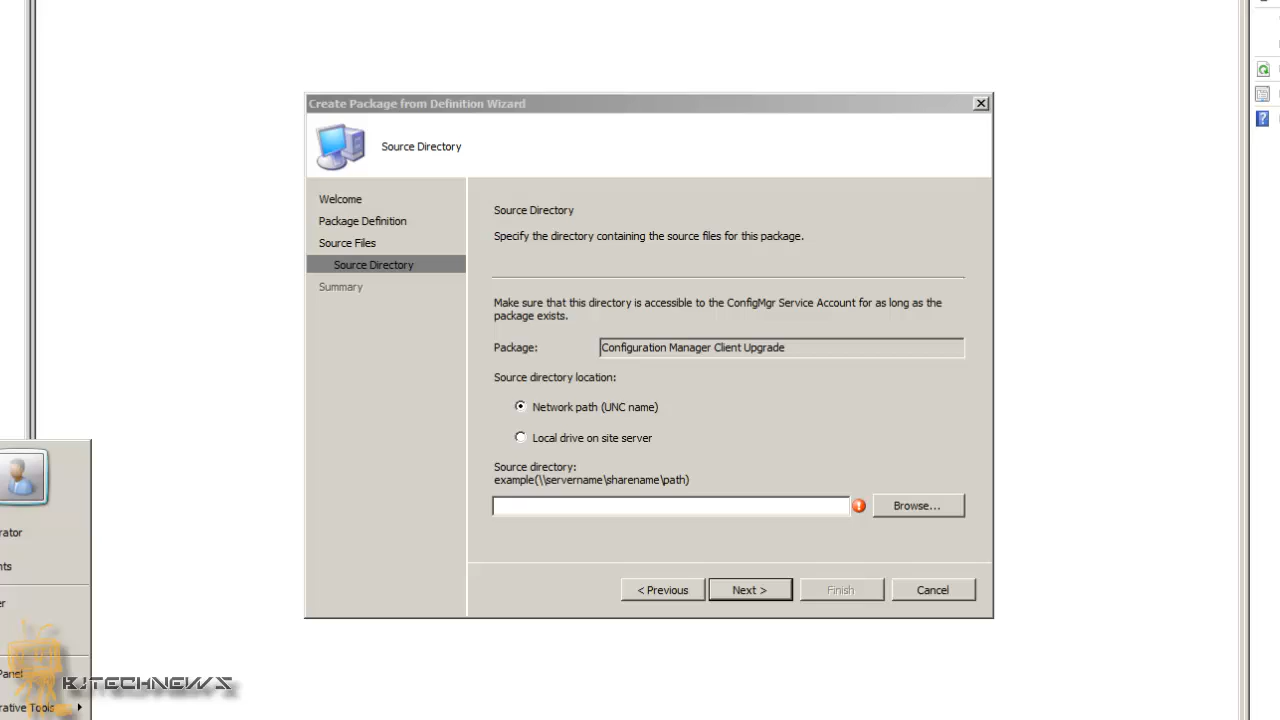 Create Package from Definition Wizard
Source Directory
Welcome
Package Definition
Source Files
Source Directory
Summary
Source Directory
Specify the directory containing the source files for this package.
Make sure that this directory is accessible to the ConfigMgr Service Account for as long as the
package exists.
Package: Configuration Manager Client Upgrade
Source directory location:
Network path (UNC name)
Local drive on site server
Source directory:
example(\\servername\sharename\path)
Browse...
< Previous
Next >
Finish
Cancel
rator
nts
er
Panel
rative Tools
BJTECHNEWS